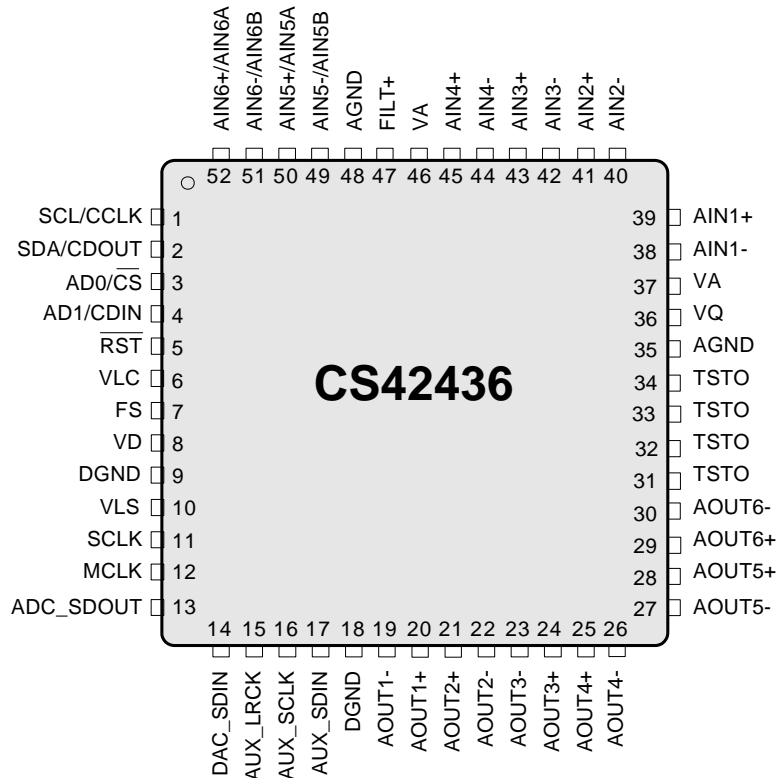 AIN6+/AIN6A
AIN6-/AIN6B
AIN5+/AIN5A
AIN5-/AIN5B
AGND
FILT+
VA
AIN4+
AIN4-
AIN3+
AIN3-
AIN2+
AIN2-
52 51 50 49 48 47 46 45 44 43 42 41 40
SCL/CCLK 1
SDA/CDOUT 2
AD0/C̅S̅ 3
AD1/CDIN 4
R̅S̅T̅ 5
VLC 6
FS 7
VD 8
DGND 9
VLS 10
SCLK 11
MCLK 12
ADC_SDOUT 13
CS42436
39 AIN1+
38 AIN1-
37 VA
36 VQ
35 AGND
34 TSTO
33 TSTO
32 TSTO
31 TSTO
30 AOUT6-
29 AOUT6+
28 AOUT5+
27 AOUT5-
14 15 16 17 18 19 20 21 22 23 24 25 26
DAC_SDIN
AUX_LRCK
AUX_SCLK
AUX_SDIN
DGND
AOUT1-
AOUT1+
AOUT2+
AOUT2-
AOUT3-
AOUT3+
AOUT4+
AOUT4-